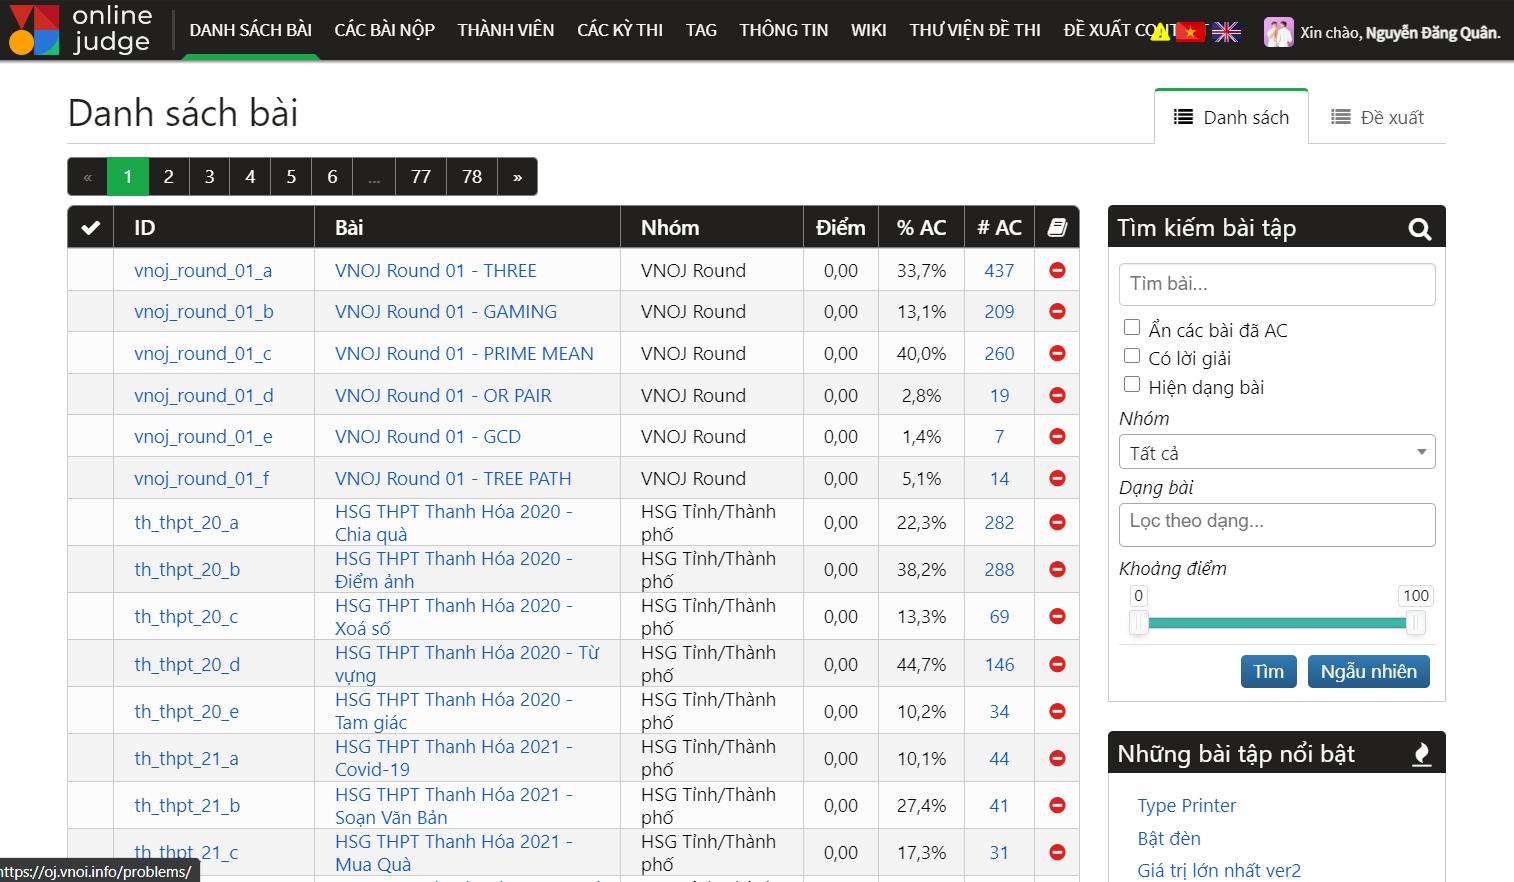 online
judge
DANH SÁCH BÀI
CÁC BÀI NỘP
THÀNH VIÊN
CÁC KỲ THI
TAG
THÔNG TIN
WIKI
THƯ VIỆN ĐỀ THI
ĐỀ XUẤT CONT
Xin chào, Nguyễn Đăng Quân.
Danh sách bài
Danh sách
Đề xuất
« 1 2 3 4 5 6 ... 77 78 »
ID Bài Nhóm Điểm % AC # AC
vnoj_round_01_a VNOJ Round 01 - THREE VNOJ Round 0,00 33,7% 437
vnoj_round_01_b VNOJ Round 01 - GAMING VNOJ Round 0,00 13,1% 209
vnoj_round_01_c VNOJ Round 01 - PRIME MEAN VNOJ Round 0,00 40,0% 260
vnoj_round_01_d VNOJ Round 01 - OR PAIR VNOJ Round 0,00 2,8% 19
vnoj_round_01_e VNOJ Round 01 - GCD VNOJ Round 0,00 1,4% 7
vnoj_round_01_f VNOJ Round 01 - TREE PATH VNOJ Round 0,00 5,1% 14
th_thpt_20_a HSG THPT Thanh Hóa 2020 - Chia quà HSG Tỉnh/Thành phố 0,00 22,3% 282
th_thpt_20_b HSG THPT Thanh Hóa 2020 - Điểm ảnh HSG Tỉnh/Thành phố 0,00 38,2% 288
th_thpt_20_c HSG THPT Thanh Hóa 2020 - Xoá số HSG Tỉnh/Thành phố 0,00 13,3% 69
th_thpt_20_d HSG THPT Thanh Hóa 2020 - Từ vựng HSG Tỉnh/Thành phố 0,00 44,7% 146
th_thpt_20_e HSG THPT Thanh Hóa 2020 - Tam giác HSG Tỉnh/Thành phố 0,00 10,2% 34
th_thpt_21_a HSG THPT Thanh Hóa 2021 - Covid-19 HSG Tỉnh/Thành phố 0,00 10,1% 44
th_thpt_21_b HSG THPT Thanh Hóa 2021 - Soạn Văn Bản HSG Tỉnh/Thành phố 0,00 27,4% 41
th_thpt_21_c HSG THPT Thanh Hóa 2021 - Mua Quà HSG Tỉnh/Thành phố 0,00 17,3% 31
https://oj.vnoi.info/problems/
Tìm kiếm bài tập
Tìm bài...
Ẩn các bài đã AC
Có lời giải
Hiện dạng bài
Nhóm
Tất cả
Dạng bài
Lọc theo dạng...
Khoảng điểm
0 100
Tìm
Ngẫu nhiên
Những bài tập nổi bật
Type Printer
Bật đèn
Giá trị lớn nhất ver2